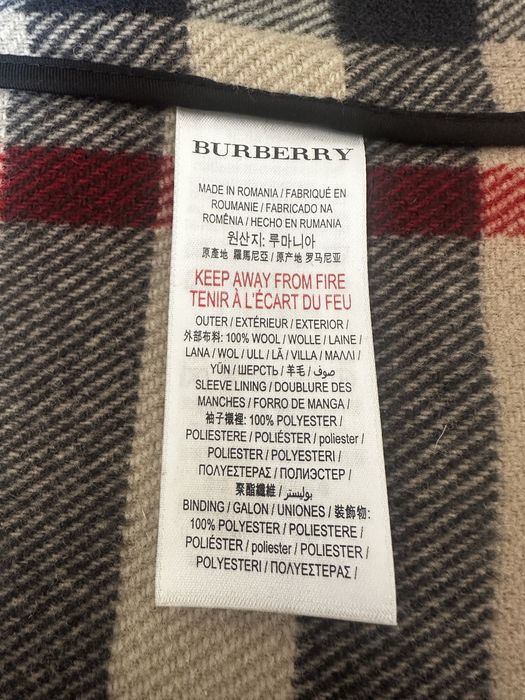 BURBERRY
MADE IN ROMANIA / FABRIQUÉ EN
ROUMANIE / FABRICADO NA
ROMÊNIA / HECHO EN RUMANIA
원산지: 루마니아
原產地 羅馬尼亞 / 原产地 罗马尼亚
KEEP AWAY FROM FIRE
TENIR À L'ÉCART DU FEU
OUTER / EXTÉRIEUR / EXTERIOR /
外部布料: 100% WOOL / WOLLE / LAINE /
LANA / WOL / ULL / LÃ / VILLA / ΜΑΛΛΙ /
YÜN / ШЕРСТЬ / 羊毛 / صوف /
SLEEVE LINING / DOUBLURE DES
MANCHES / FORRO DE MANGA /
袖子襯裡: 100% POLYESTER /
POLIESTERE / POLIÉSTER / poliester /
POLIESTER / POLYESTERI /
ΠΟΛΥΕΣΤΕΡΑΣ / ПОЛИЭСТЕР /
聚酯纖維 / بوليستر /
BINDING / GALON / UNIONES / 裝飾物:
100% POLYESTER / POLIESTERE /
POLIÉSTER / poliester / POLIESTER /
POLYESTERI / ΠΟΛΥΕΣΤΕΡΑΣ /